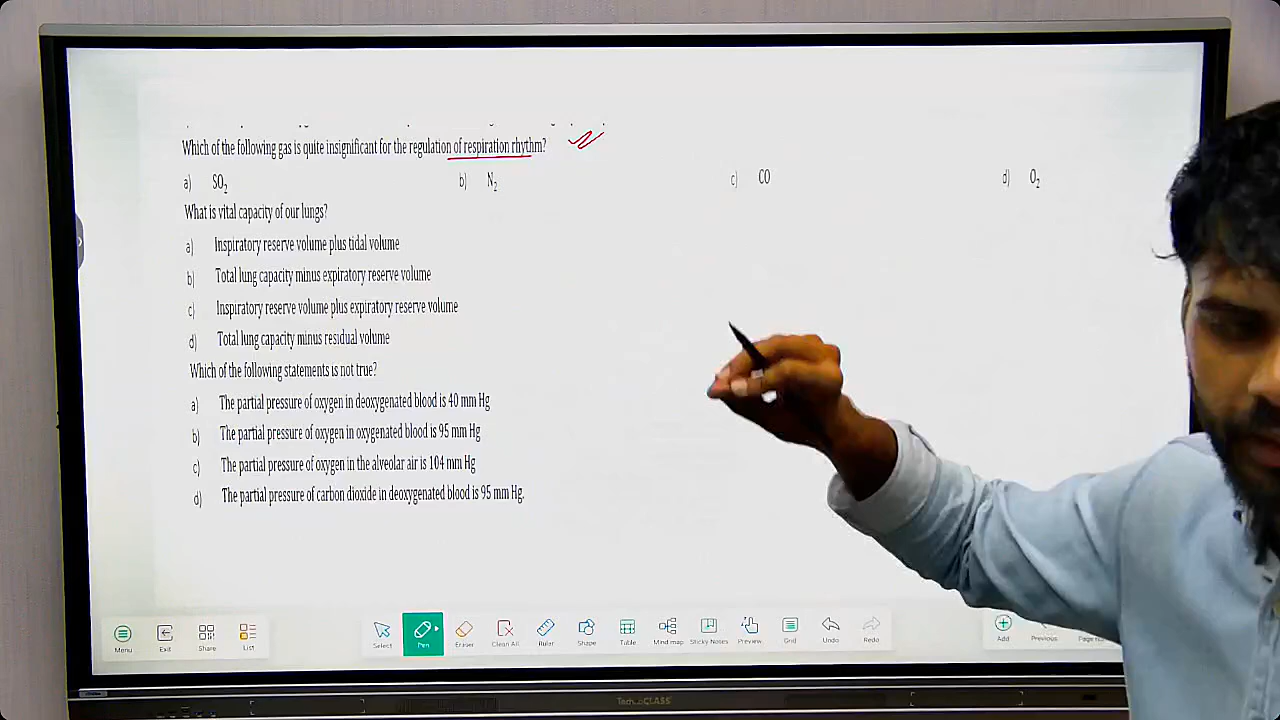 Which of the following gas is quite insignificant for the regulation of respiration rhythm?
a) SO₂ b) N₂ c) CO d) O₂
What is vital capacity of our lungs?
a) Inspiratory reserve volume plus tidal volume
b) Total lung capacity minus expiratory reserve volume
c) Inspiratory reserve volume plus expiratory reserve volume
d) Total lung capacity minus residual volume
Which of the following statements is not true?
a) The partial pressure of oxygen in deoxygenated blood is 40 mm Hg
b) The partial pressure of oxygen in oxygenated blood is 95 mm Hg
c) The partial pressure of oxygen in the alveolar air is 104 mm Hg
d) The partial pressure of carbon dioxide in deoxygenated blood is 95 mm Hg.
Menu Exit Share List Select Pen Eraser Clean All Ruler Shape Table Mind map Sticky Notes Preview Grid Undo Redo Add Previous